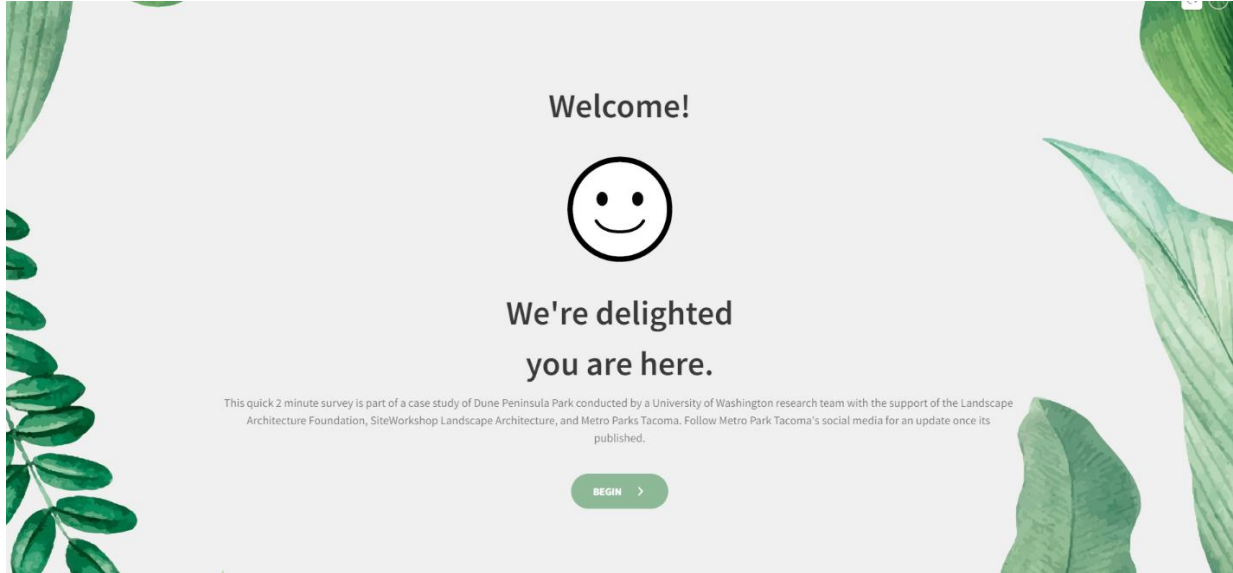 Welcome!
We're delighted
you are here.
This quick 2 minute survey is part of a case study of Dune Peninsula Park conducted by a University of Washington research team with the support of the Landscape
Architecture Foundation, SiteWorkshop Landscape Architecture, and Metro Parks Tacoma. Follow Metro Park Tacoma's social media for an update once its
published.
BEGIN